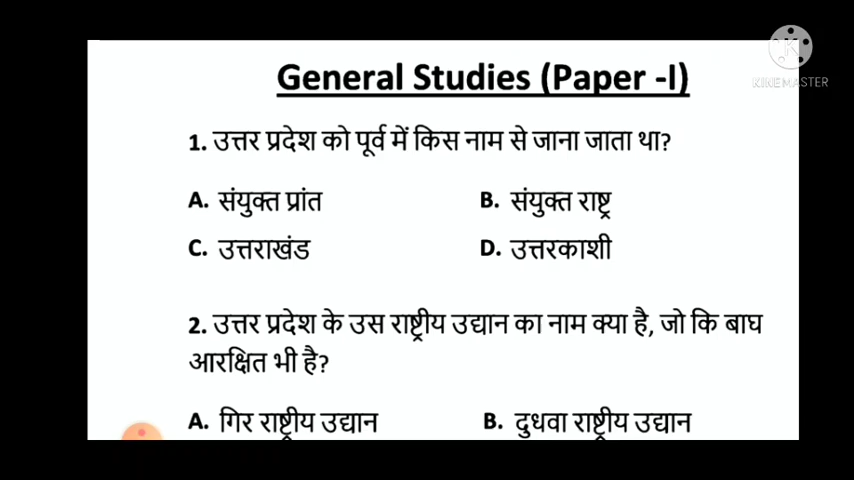 KINEMASTER
General Studies (Paper -I)
1. उत्तर प्रदेश को पूर्व में किस नाम से जाना जाता था?
A. संयुक्त प्रांत B. संयुक्त राष्ट्र
C. उत्तराखंड D. उत्तरकाशी
2. उत्तर प्रदेश के उस राष्ट्रीय उद्यान का नाम क्या है, जो कि बाघ
आरक्षित भी है?
A. गिर राष्ट्रीय उद्यान B. दुधवा राष्ट्रीय उद्यान